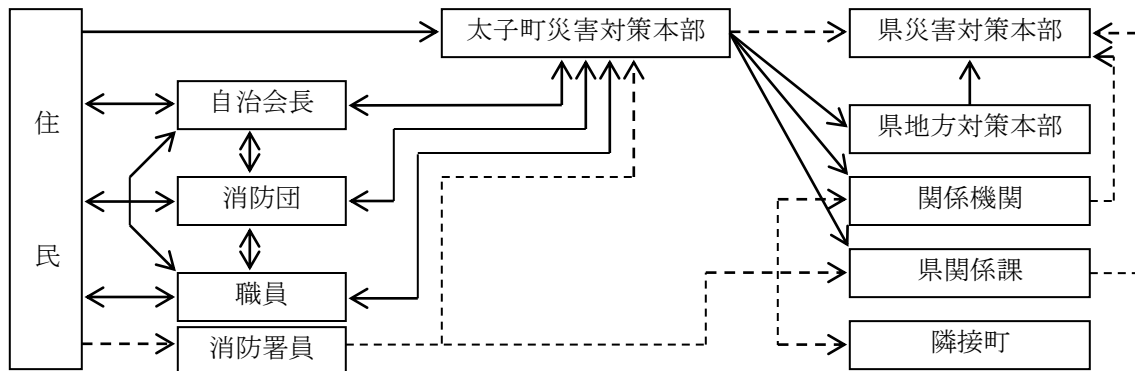 住民
太子町災害対策本部
県災害対策本部
自治会長
県地方対策本部
消防団
関係機関
職員
県関係課
消防署員
隣接町